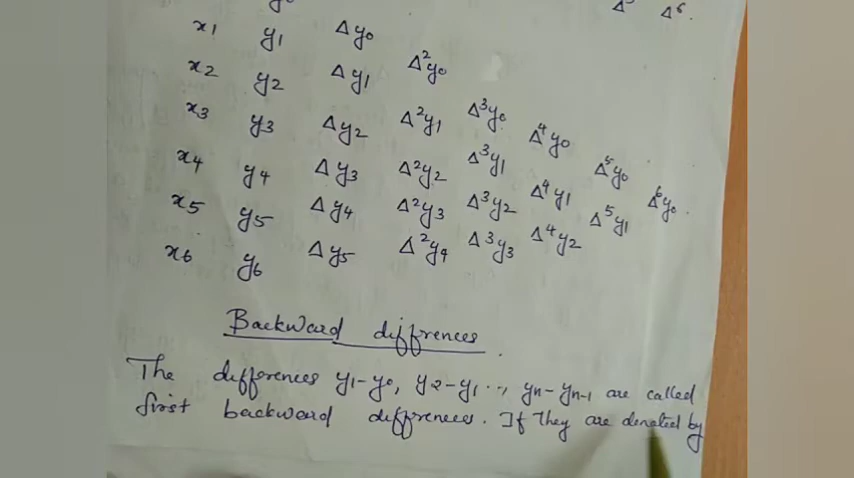 Δ⁶
x1 y1 Δy0
x2 y2 Δy1 Δ²y0
x3 y3 Δy2 Δ²y1 Δ³y0
x4 y4 Δy3 Δ²y2 Δ³y1 Δ⁴y0
x5 y5 Δy4 Δ²y3 Δ³y2 Δ⁴y1 Δ⁵y0
x6 y6 Δy5 Δ²y4 Δ³y3 Δ⁴y2 Δ⁵y1 Δ⁶y0.
Backward diffrences.
The differences y1-y0, y2-y1..., yn-yn-1 are called
first backward differences. If they are denoted by